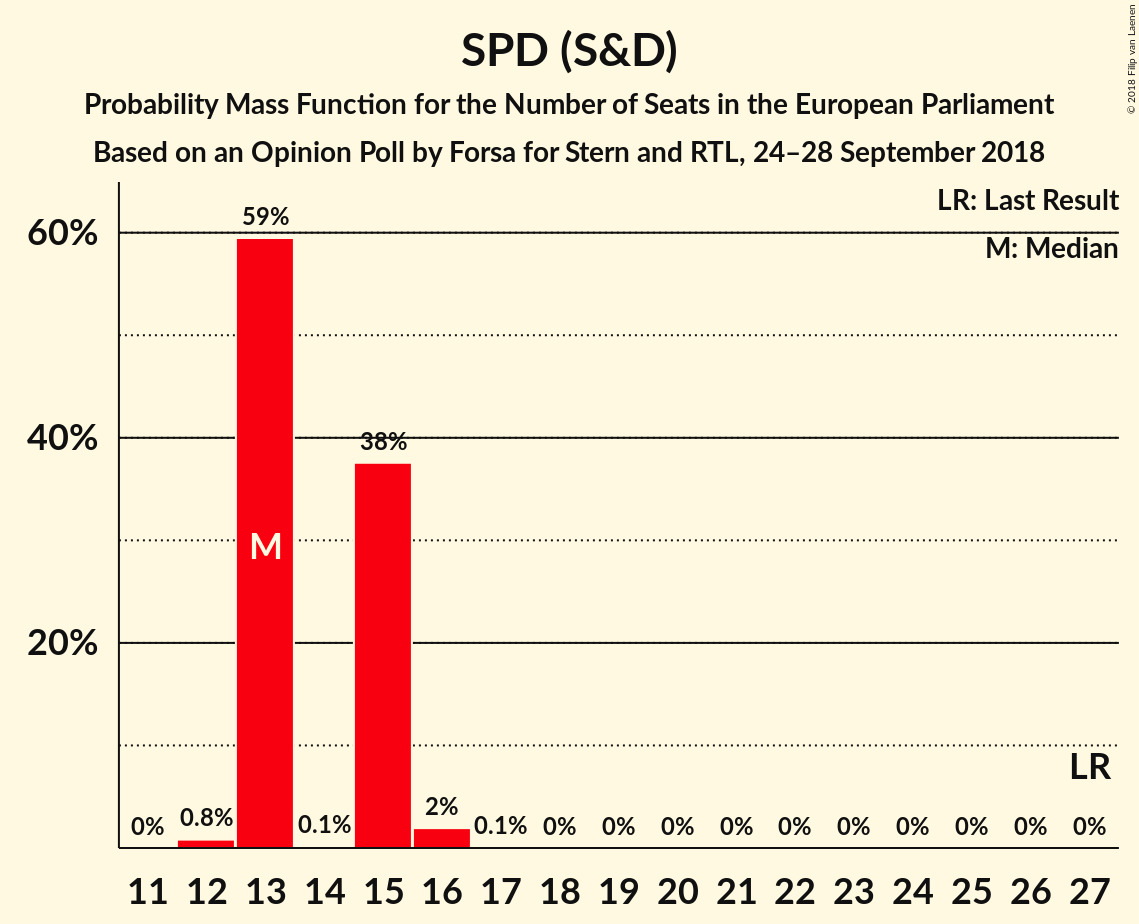 SPD (S&D)
Probability Mass Function for the Number of Seats in the European Parliament
Based on an Opinion Poll by Forsa for Stern and RTL, 24–28 September 2018
© 2018 Filip van Laenen
LR: Last Result
M: Median
60%
40%
20%
0% 0.8% 59% 0.1% 38% 2% 0.1% 0% 0% 0% 0% 0% 0% 0% 0% 0% 0%
M
LR
11 12 13 14 15 16 17 18 19 20 21 22 23 24 25 26 27